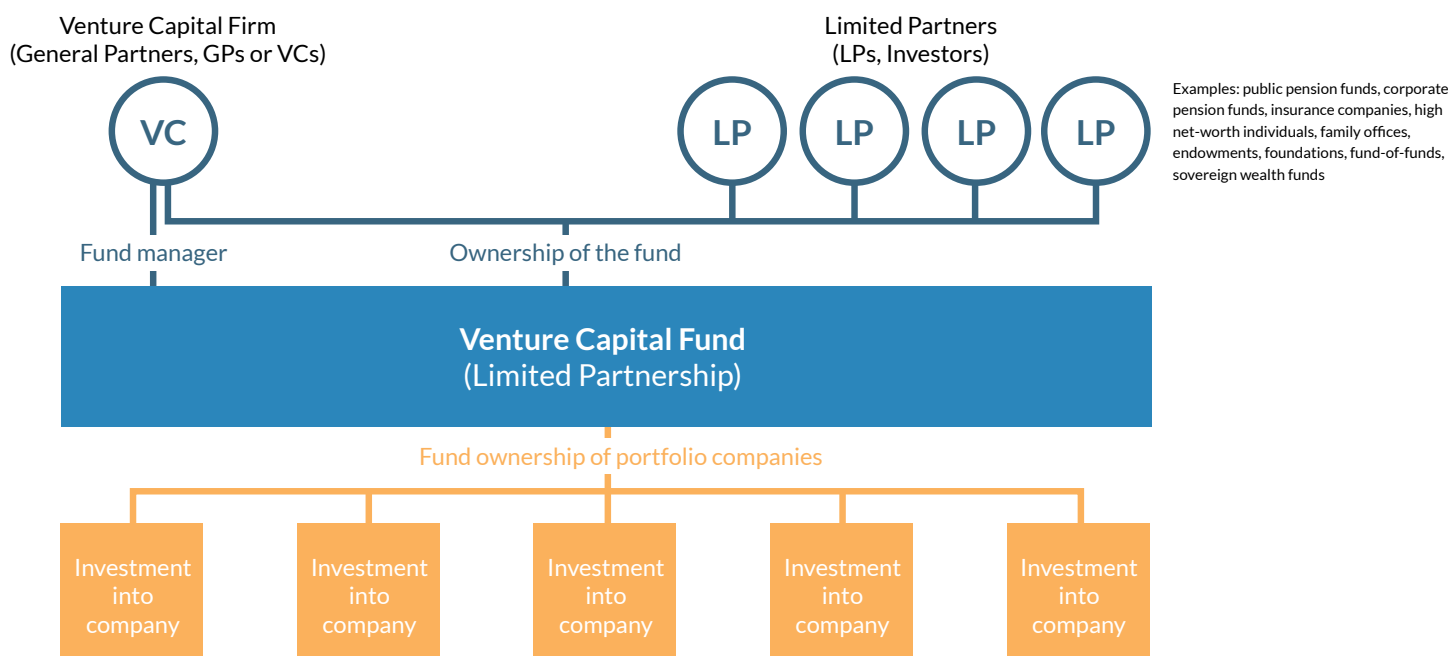 Venture Capital Firm
(General Partners, GPs or VCs)
Limited Partners
(LPs, Investors)
VC
LP
LP
LP
LP
Examples: public pension funds, corporate
pension funds, insurance companies, high
net-worth individuals, family offices,
endowments, foundations, fund-of-funds,
sovereign wealth funds
Fund manager
Ownership of the fund
Venture Capital Fund
(Limited Partnership)
Fund ownership of portfolio companies
Investment
into
company
Investment
into
company
Investment
into
company
Investment
into
company
Investment
into
company